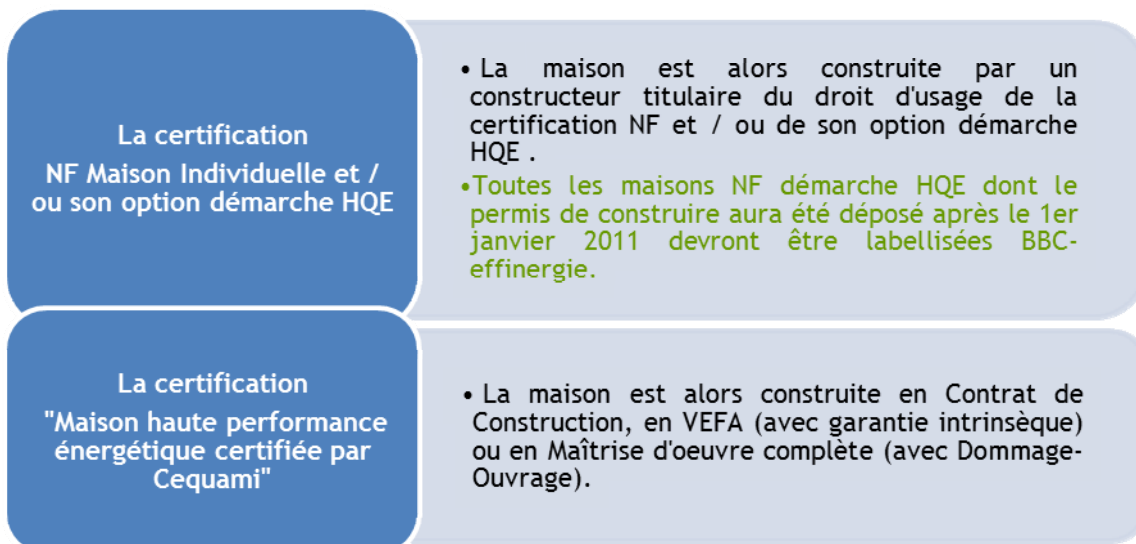 La certification
NF Maison Individuelle et /
ou son option démarche HQE
• La maison est alors construite par un
constructeur titulaire du droit d'usage de la
certification NF et / ou de son option démarche
HQE .
•Toutes les maisons NF démarche HQE dont le
permis de construire aura été déposé après le 1er
janvier 2011 devront être labellisées BBC-
effinergie.
La certification
"Maison haute performance
énergétique certifiée par
Cequami"
• La maison est alors construite en Contrat de
Construction, en VEFA (avec garantie intrinsèque)
ou en Maîtrise d'oeuvre complète (avec Dommage-
Ouvrage).